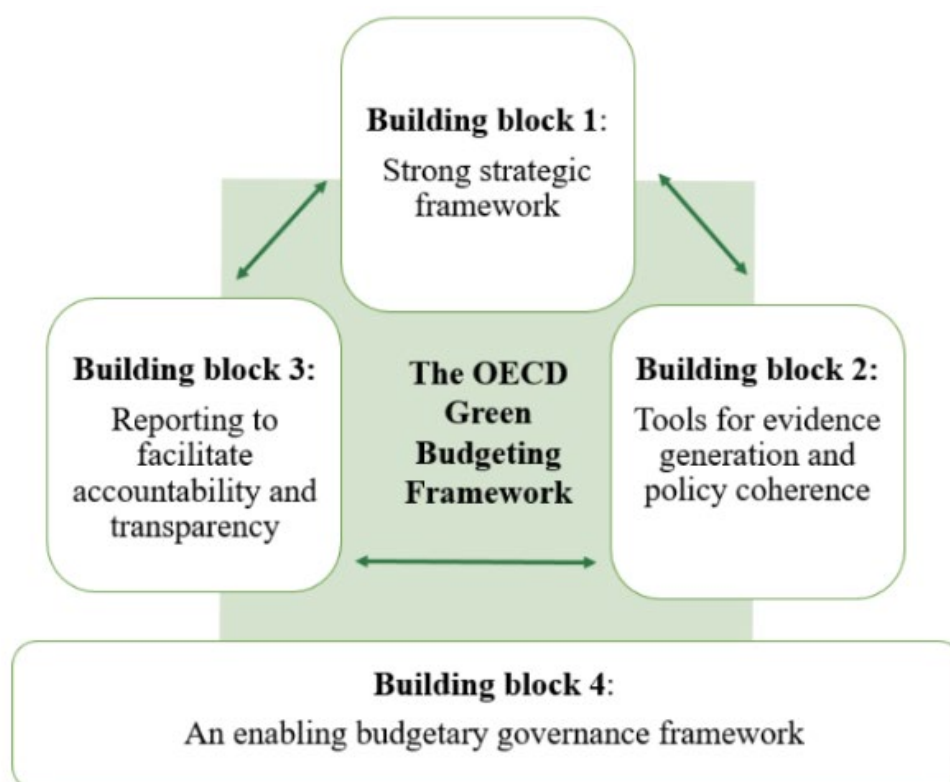 Building block 1:
Strong strategic
framework
Building block 3:
Reporting to
facilitate
accountability and
transparency
The OECD
Green
Budgeting
Framework
Building block 2:
Tools for evidence
generation and
policy coherence
Building block 4:
An enabling budgetary governance framework